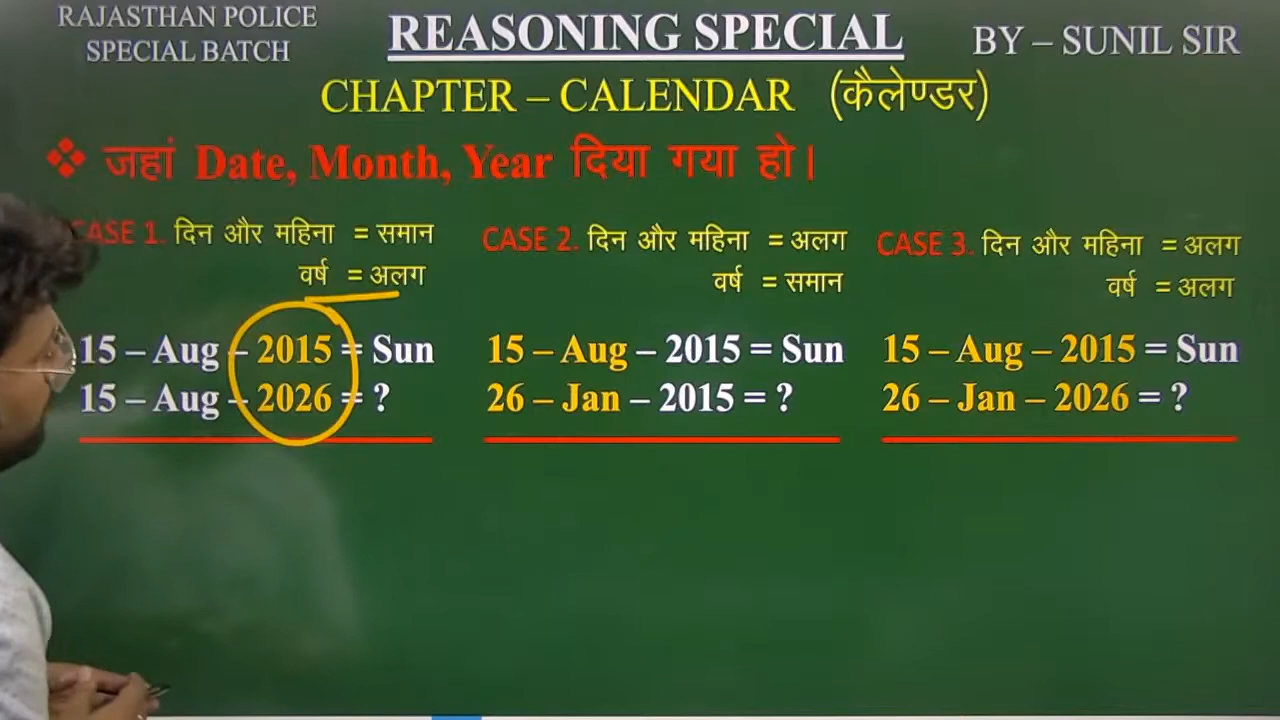 RAJASTHAN POLICE
SPECIAL BATCH
REASONING SPECIAL
BY – SUNIL SIR
CHAPTER – CALENDAR (कैलेण्डर)
❖ जहां Date, Month, Year दिया गया हो।
CASE 1. दिन और महिना = समान
वर्ष = अलग
15 – Aug – 2015 = Sun
15 – Aug – 2026 = ?
CASE 2. दिन और महिना = अलग
वर्ष = समान
15 – Aug – 2015 = Sun
26 – Jan – 2015 = ?
CASE 3. दिन और महिना = अलग
वर्ष = अलग
15 – Aug – 2015 = Sun
26 – Jan – 2026 = ?